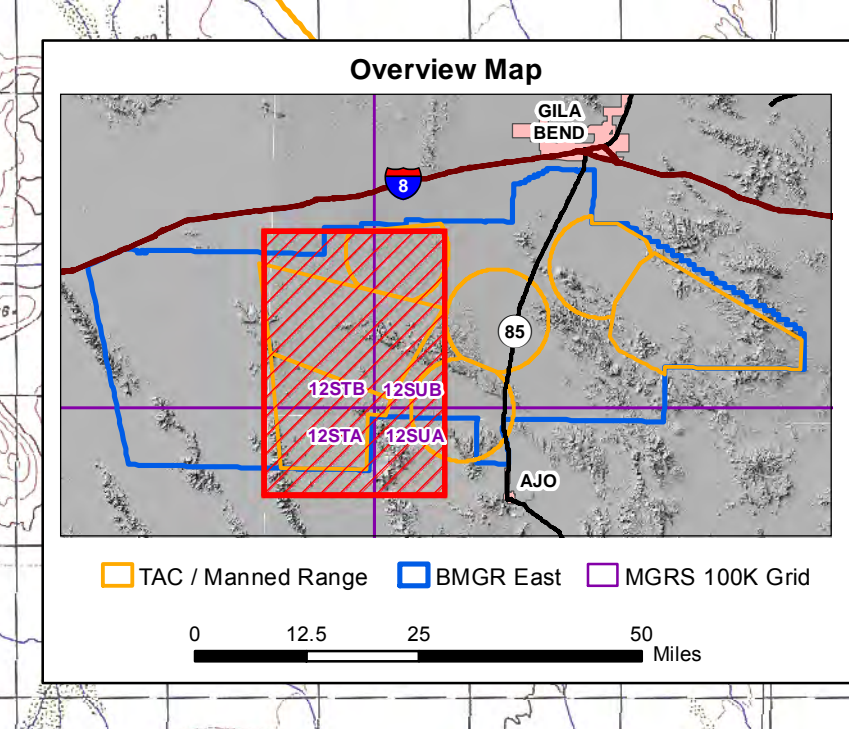 Overview Map
GILA
BEND
8
85
12STB 12SUB
12STA 12SUA
AJO
TAC / Manned Range BMGR East MGRS 100K Grid
0 12.5 25 50
Miles